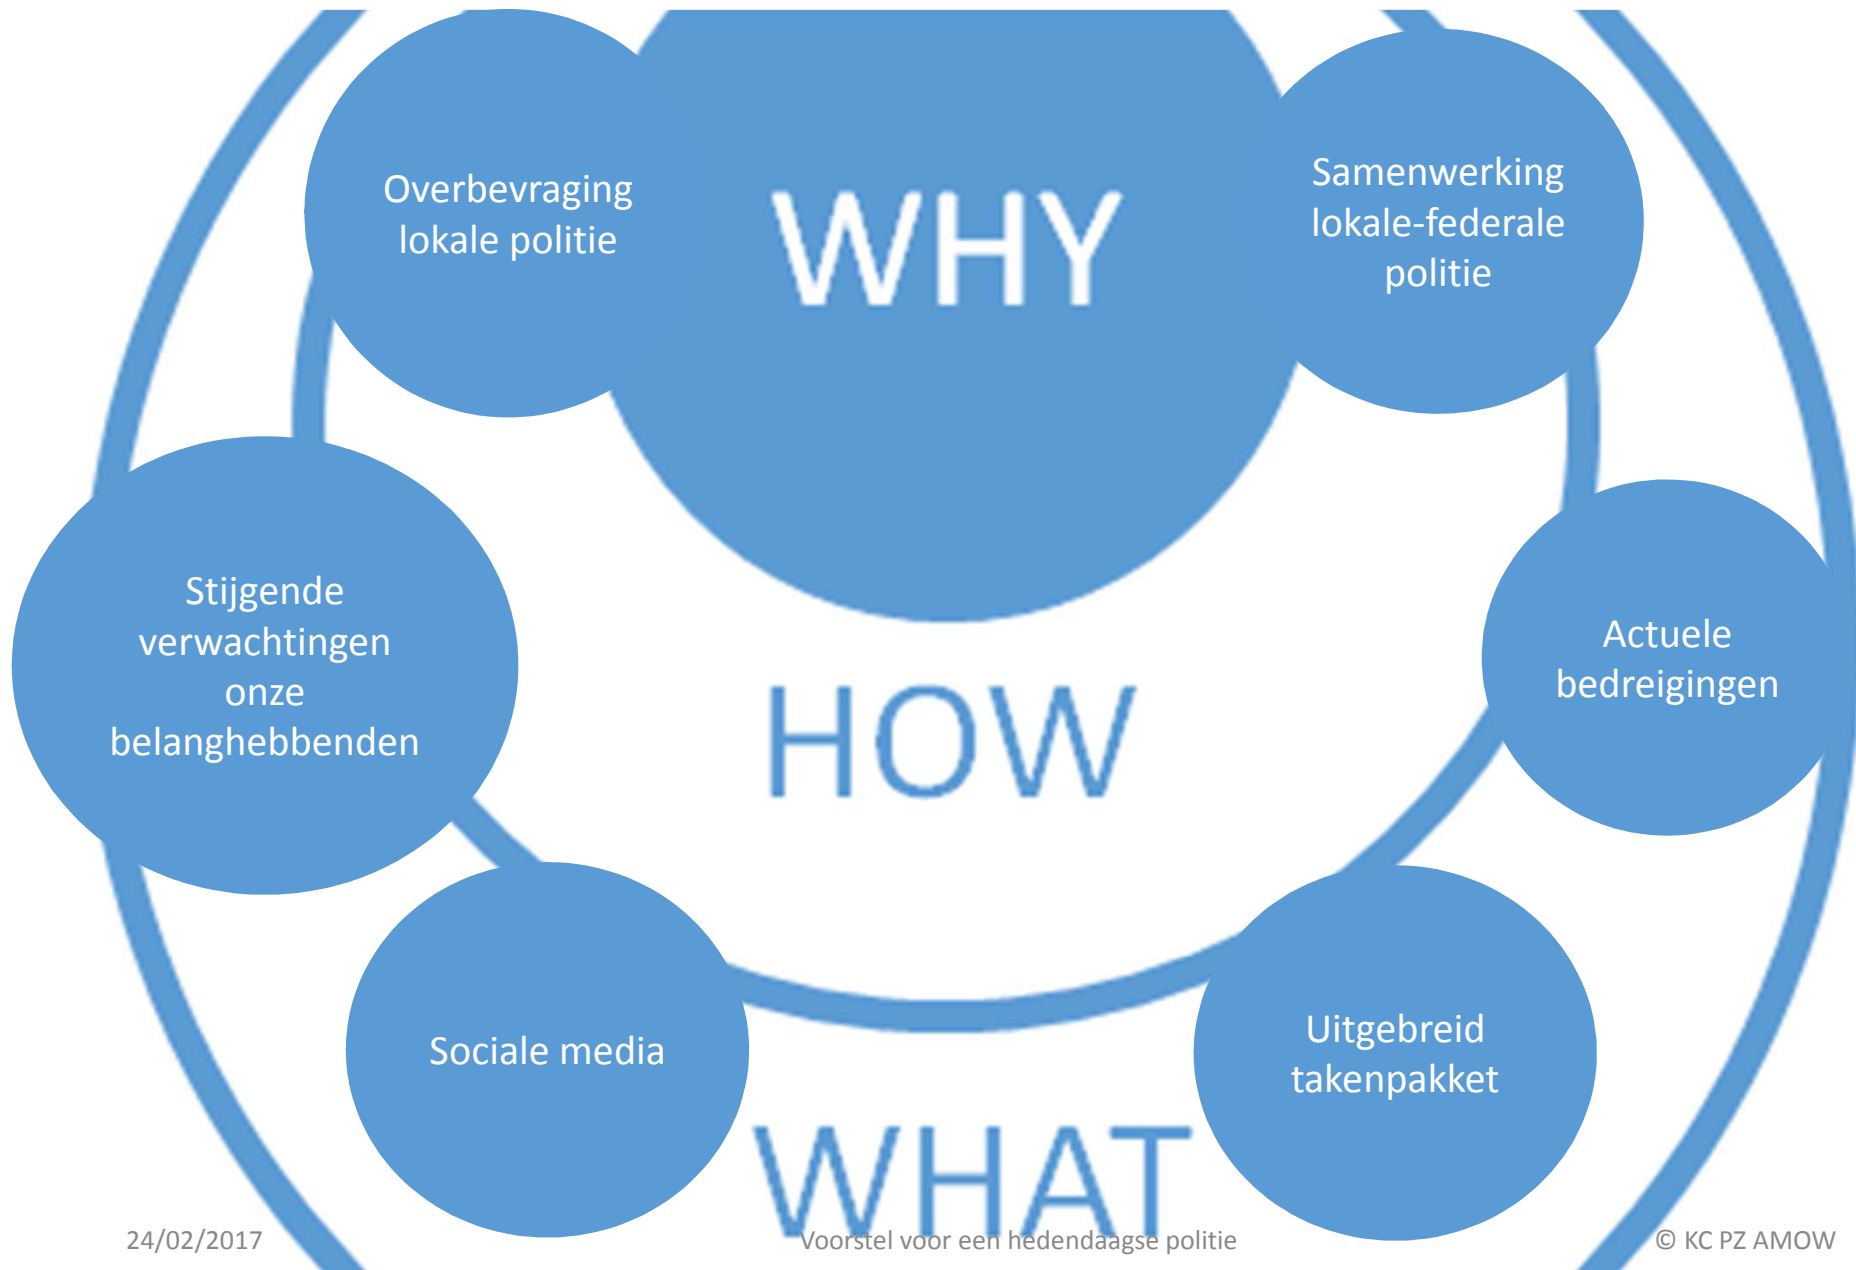 Overbevraging
lokale politie
WHY
Samenwerking
lokale-federale
politie
Stijgende
verwachtingen
onze
belanghebbenden
HOW
Actuele
bedreigingen
Sociale media
Uitgebreid
takenpakket
WHAT
24/02/2017
Voorstel voor een hedendaagse politie
© KC PZ AMOW